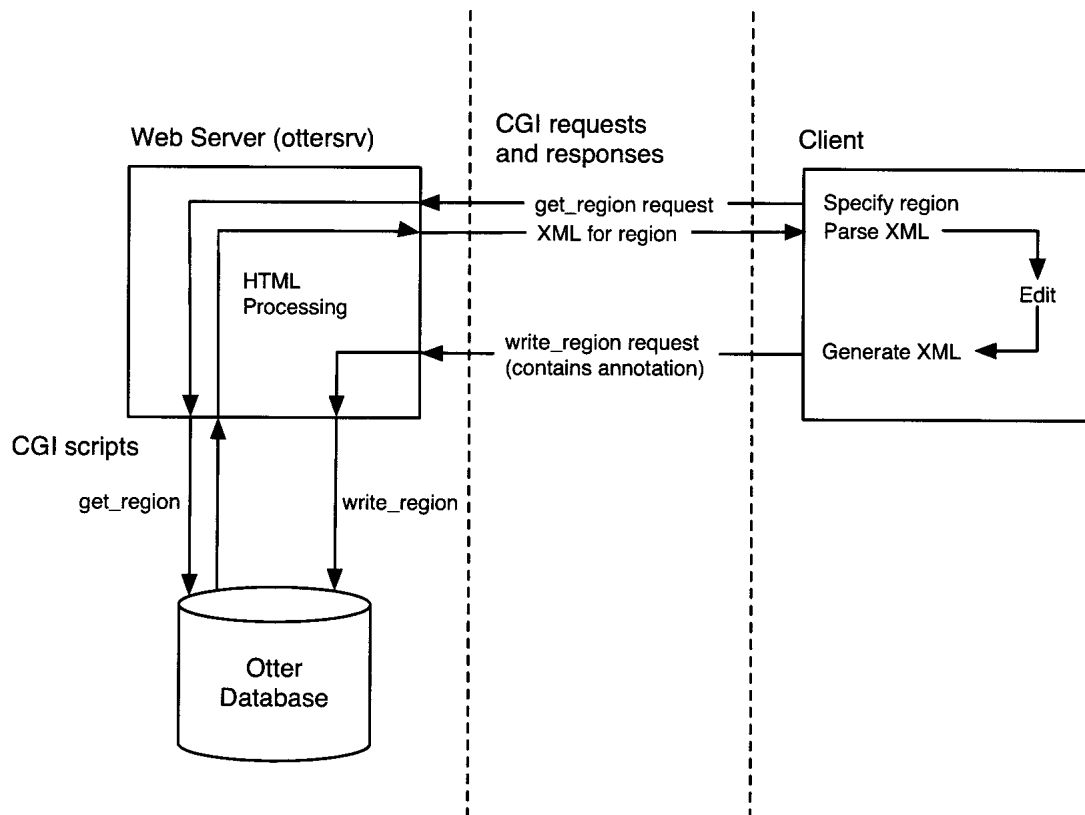 Web Server (ottersrv)
CGI requests
and responses
Client
get_region request
Specify region
XML for region
Parse XML
HTML
Processing
Edit
write_region request
(contains annotation)
Generate XML
CGI scripts
get_region
write_region
Otter
Database